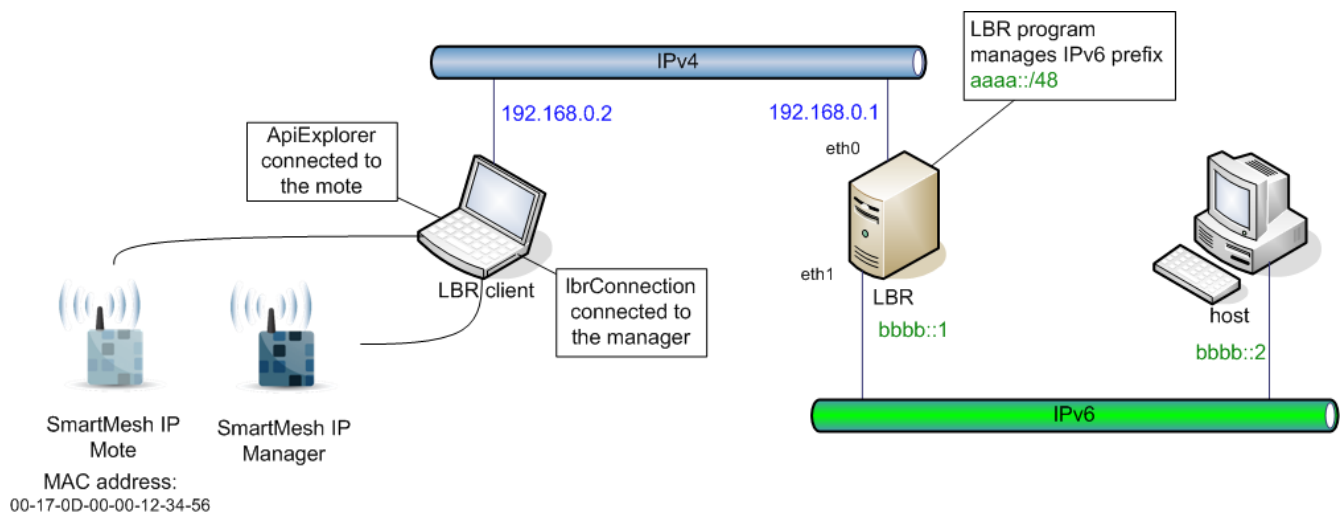 IPv4
LBR program
manages IPv6 prefix
aaaa::/48
192.168.0.2
192.168.0.1
ApiExplorer
connected to
the mote
eth0
eth1
LBR client
LBR
host
lbrConnection
connected to
the manager
bbbb::1
bbbb::2
IPv6
SmartMesh IP
Mote
SmartMesh IP
Manager
MAC address:
00-17-0D-00-00-12-34-56